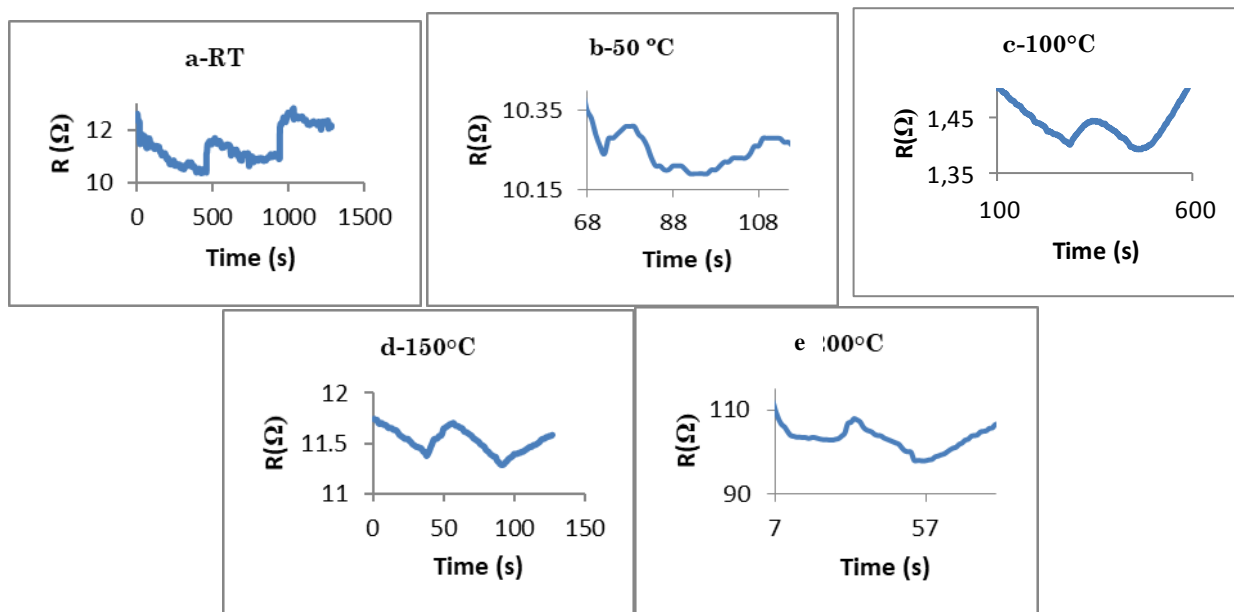 a-RT
R (Ω)
12
10
0 500 1000 1500
Time (s)
b-50 ºC
R(Ω)
10.35
10.15
68 88 108
Time (s)
c-100°C
R(Ω)
1,45
1,35
100 600
Time (s)
d-150°C
R(Ω)
12
11.5
11
0 50 100 150
Time (s)
e 00°C
R(Ω)
110
90
7 57
Time (s)